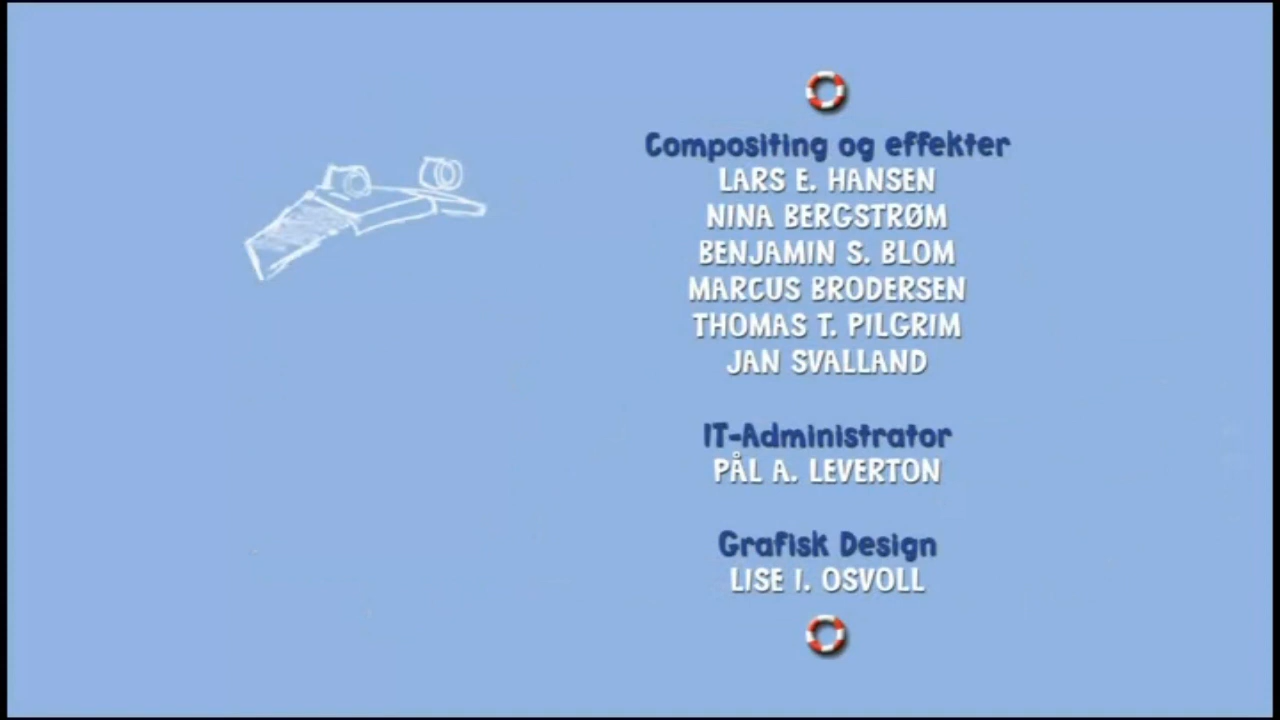 Compositing og effekter
LARS E. HANSEN
NINA BERGSTRØM
BENJAMIN S. BLOM
MARCUS BRODERSEN
THOMAS T. PILGRIM
JAN SVALLAND
IT-Administrator
PÅL A. LEVERTON
Grafisk Design
LISE I. OSVOLL